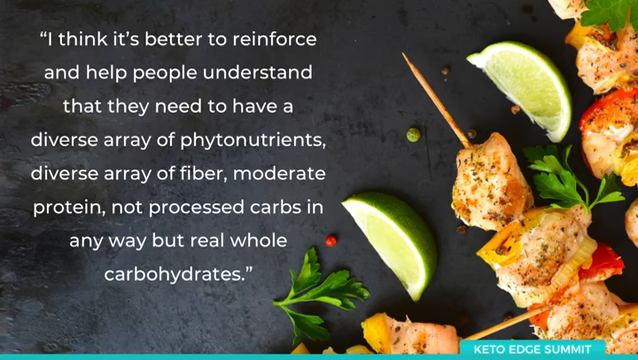 “I think it’s better to reinforce
and help people understand
that they need to have a
diverse array of phytonutrients,
diverse array of fiber, moderate
protein, not processed carbs in
any way but real whole
carbohydrates.”
KETO EDGE SUMMIT